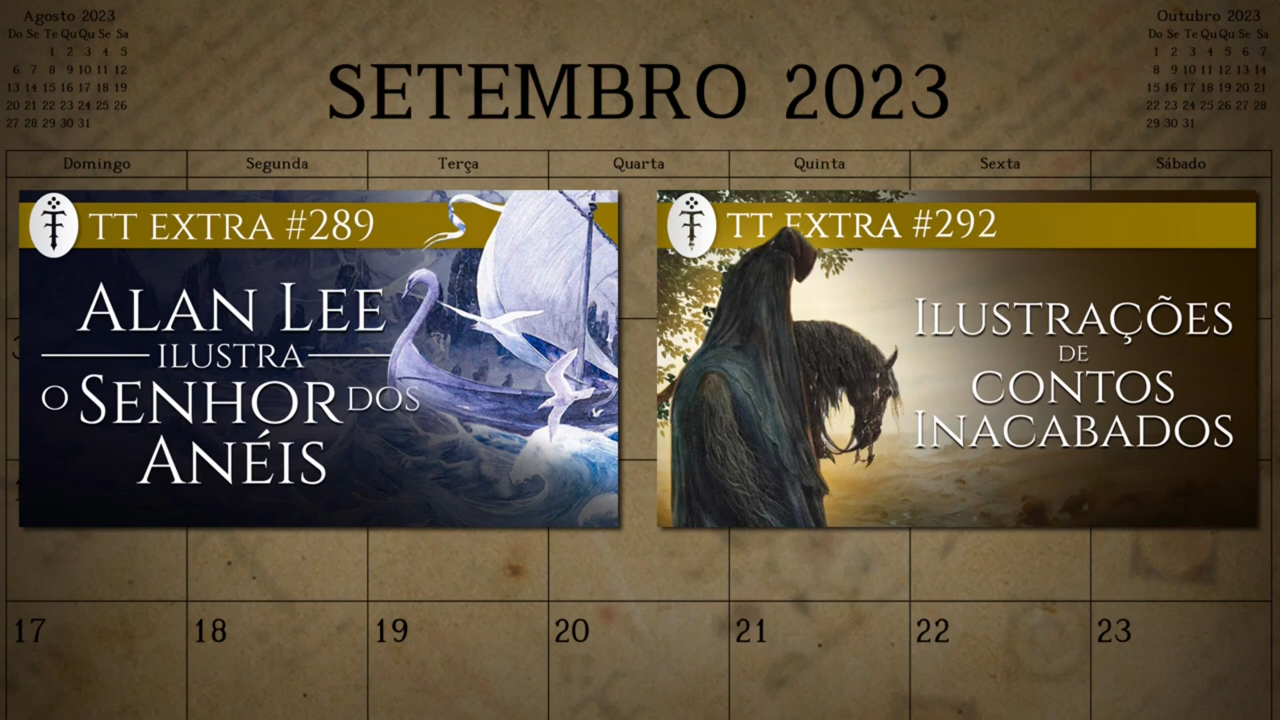 Agosto 2023
Do Se Te Qu Qu Se Sa
1 2 3 4 5
6 7 8 9 10 11 12
13 14 15 16 17 18 19
20 21 22 23 24 25 26
27 28 29 30 31
SETEMBRO 2023
Outubro 2023
Do Se Te Qu Qu Se Sa
1 2 3 4 5 6 7
8 9 10 11 12 13 14
15 16 17 18 19 20 21
22 23 24 25 26 27 28
29 30 31
Domingo Segunda Terça Quarta Quinta Sexta Sábado
TT EXTRA #289
ALAN LEE
ILUSTRA
O SENHOR DOS
ANÉIS
TT EXTRA #292
ILUSTRAÇÕES
DE
CONTOS
INACABADOS
17 18 19 20 21 22 23